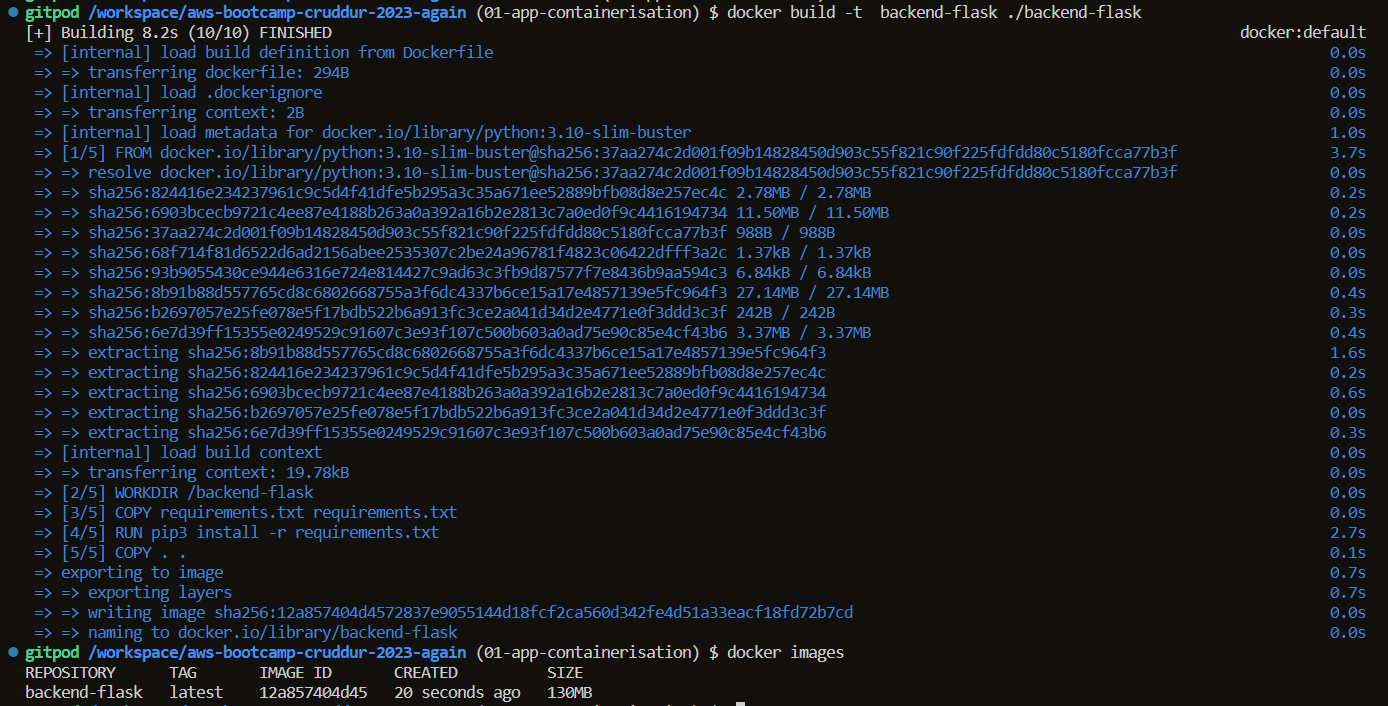 gitpod /workspace/aws-bootcamp-cruddur-2023-again (01-app-containerisation) $ docker build -t  backend-flask ./backend-flask
[+] Building 8.2s (10/10) FINISHED docker:default
=> [internal] load build definition from Dockerfile 0.0s
=> => transferring dockerfile: 294B 0.0s
=> [internal] load .dockerignore 0.0s
=> => transferring context: 2B 0.0s
=> [internal] load metadata for docker.io/library/python:3.10-slim-buster 1.0s
=> [1/5] FROM docker.io/library/python:3.10-slim-buster@sha256:37aa274c2d001f09b14828450d903c55f821c90f225fdfdd80c5180fcca77b3f 3.7s
=> => resolve docker.io/library/python:3.10-slim-buster@sha256:37aa274c2d001f09b14828450d903c55f821c90f225fdfdd80c5180fcca77b3f 0.0s
=> => sha256:824416e234237961c9c5d4f41dfe5b295a3c35a671ee52889bfb08d8e257ec4c 2.78MB / 2.78MB 0.2s
=> => sha256:6903bcecb9721c4ee87e4188b263a0a392a16b2e2813c7a0ed0f9c4416194734 11.50MB / 11.50MB 0.2s
=> => sha256:37aa274c2d001f09b14828450d903c55f821c90f225fdfdd80c5180fcca77b3f 988B / 988B 0.0s
=> => sha256:68f714f81d6522d6ad2156abee2535307c2be24a96781f4823c06422dfff3a2c 1.37kB / 1.37kB 0.0s
=> => sha256:93b9055430ce944e6316e724e814427c9ad63c3fb9d87577f7e8436b9aa594c3 6.84kB / 6.84kB 0.0s
=> => sha256:8b91b88d557765cd8c6802668755a3f6dc4337b6ce15a17e4857139e5fc964f3 27.14MB / 27.14MB 0.4s
=> => sha256:b2697057e25fe078e5f17bdb522b6a913fc3ce2a041d34d2e4771e0f3ddd3c3f 242B / 242B 0.3s
=> => sha256:6e7d39ff15355e0249529c91607c3e93f107c500b603a0ad75e90c85e4cf43b6 3.37MB / 3.37MB 0.4s
=> => extracting sha256:8b91b88d557765cd8c6802668755a3f6dc4337b6ce15a17e4857139e5fc964f3 1.6s
=> => extracting sha256:824416e234237961c9c5d4f41dfe5b295a3c35a671ee52889bfb08d8e257ec4c 0.2s
=> => extracting sha256:6903bcecb9721c4ee87e4188b263a0a392a16b2e2813c7a0ed0f9c4416194734 0.6s
=> => extracting sha256:b2697057e25fe078e5f17bdb522b6a913fc3ce2a041d34d2e4771e0f3ddd3c3f 0.0s
=> => extracting sha256:6e7d39ff15355e0249529c91607c3e93f107c500b603a0ad75e90c85e4cf43b6 0.3s
=> [internal] load build context 0.0s
=> => transferring context: 19.78kB 0.0s
=> [2/5] WORKDIR /backend-flask 0.0s
=> [3/5] COPY requirements.txt requirements.txt 0.0s
=> [4/5] RUN pip3 install -r requirements.txt 2.7s
=> [5/5] COPY . . 0.1s
=> exporting to image 0.7s
=> => exporting layers 0.7s
=> => writing image sha256:12a857404d4572837e9055144d18fcf2ca560d342fe4d51a33eacf18fd72b7cd 0.0s
=> => naming to docker.io/library/backend-flask 0.0s
gitpod /workspace/aws-bootcamp-cruddur-2023-again (01-app-containerisation) $ docker images
REPOSITORY TAG IMAGE ID CREATED SIZE
backend-flask latest 12a857404d45 20 seconds ago 130MB